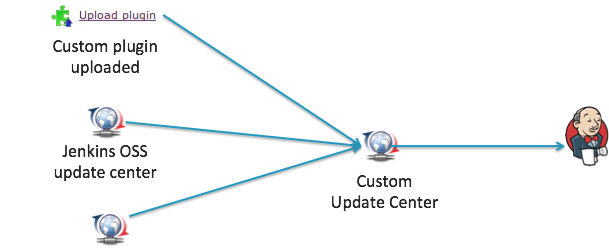 Upload plugin
Custom plugin
uploaded
Jenkins OSS
update center
Custom
Update Center